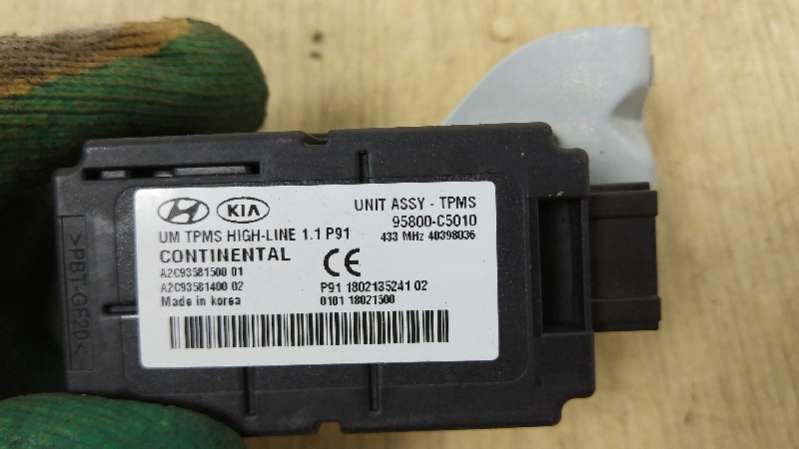 HYUNDAI KIA
UNIT ASSY - TPMS
95800-C5010
UM TPMS HIGH-LINE 1.1 P91
433 MHz 40398036
CONTINENTAL
CE
A2C93581500 01
A2C93581400 02
P91 1802135241 02
Made in korea
0101 18021500
>PBT-GF20<